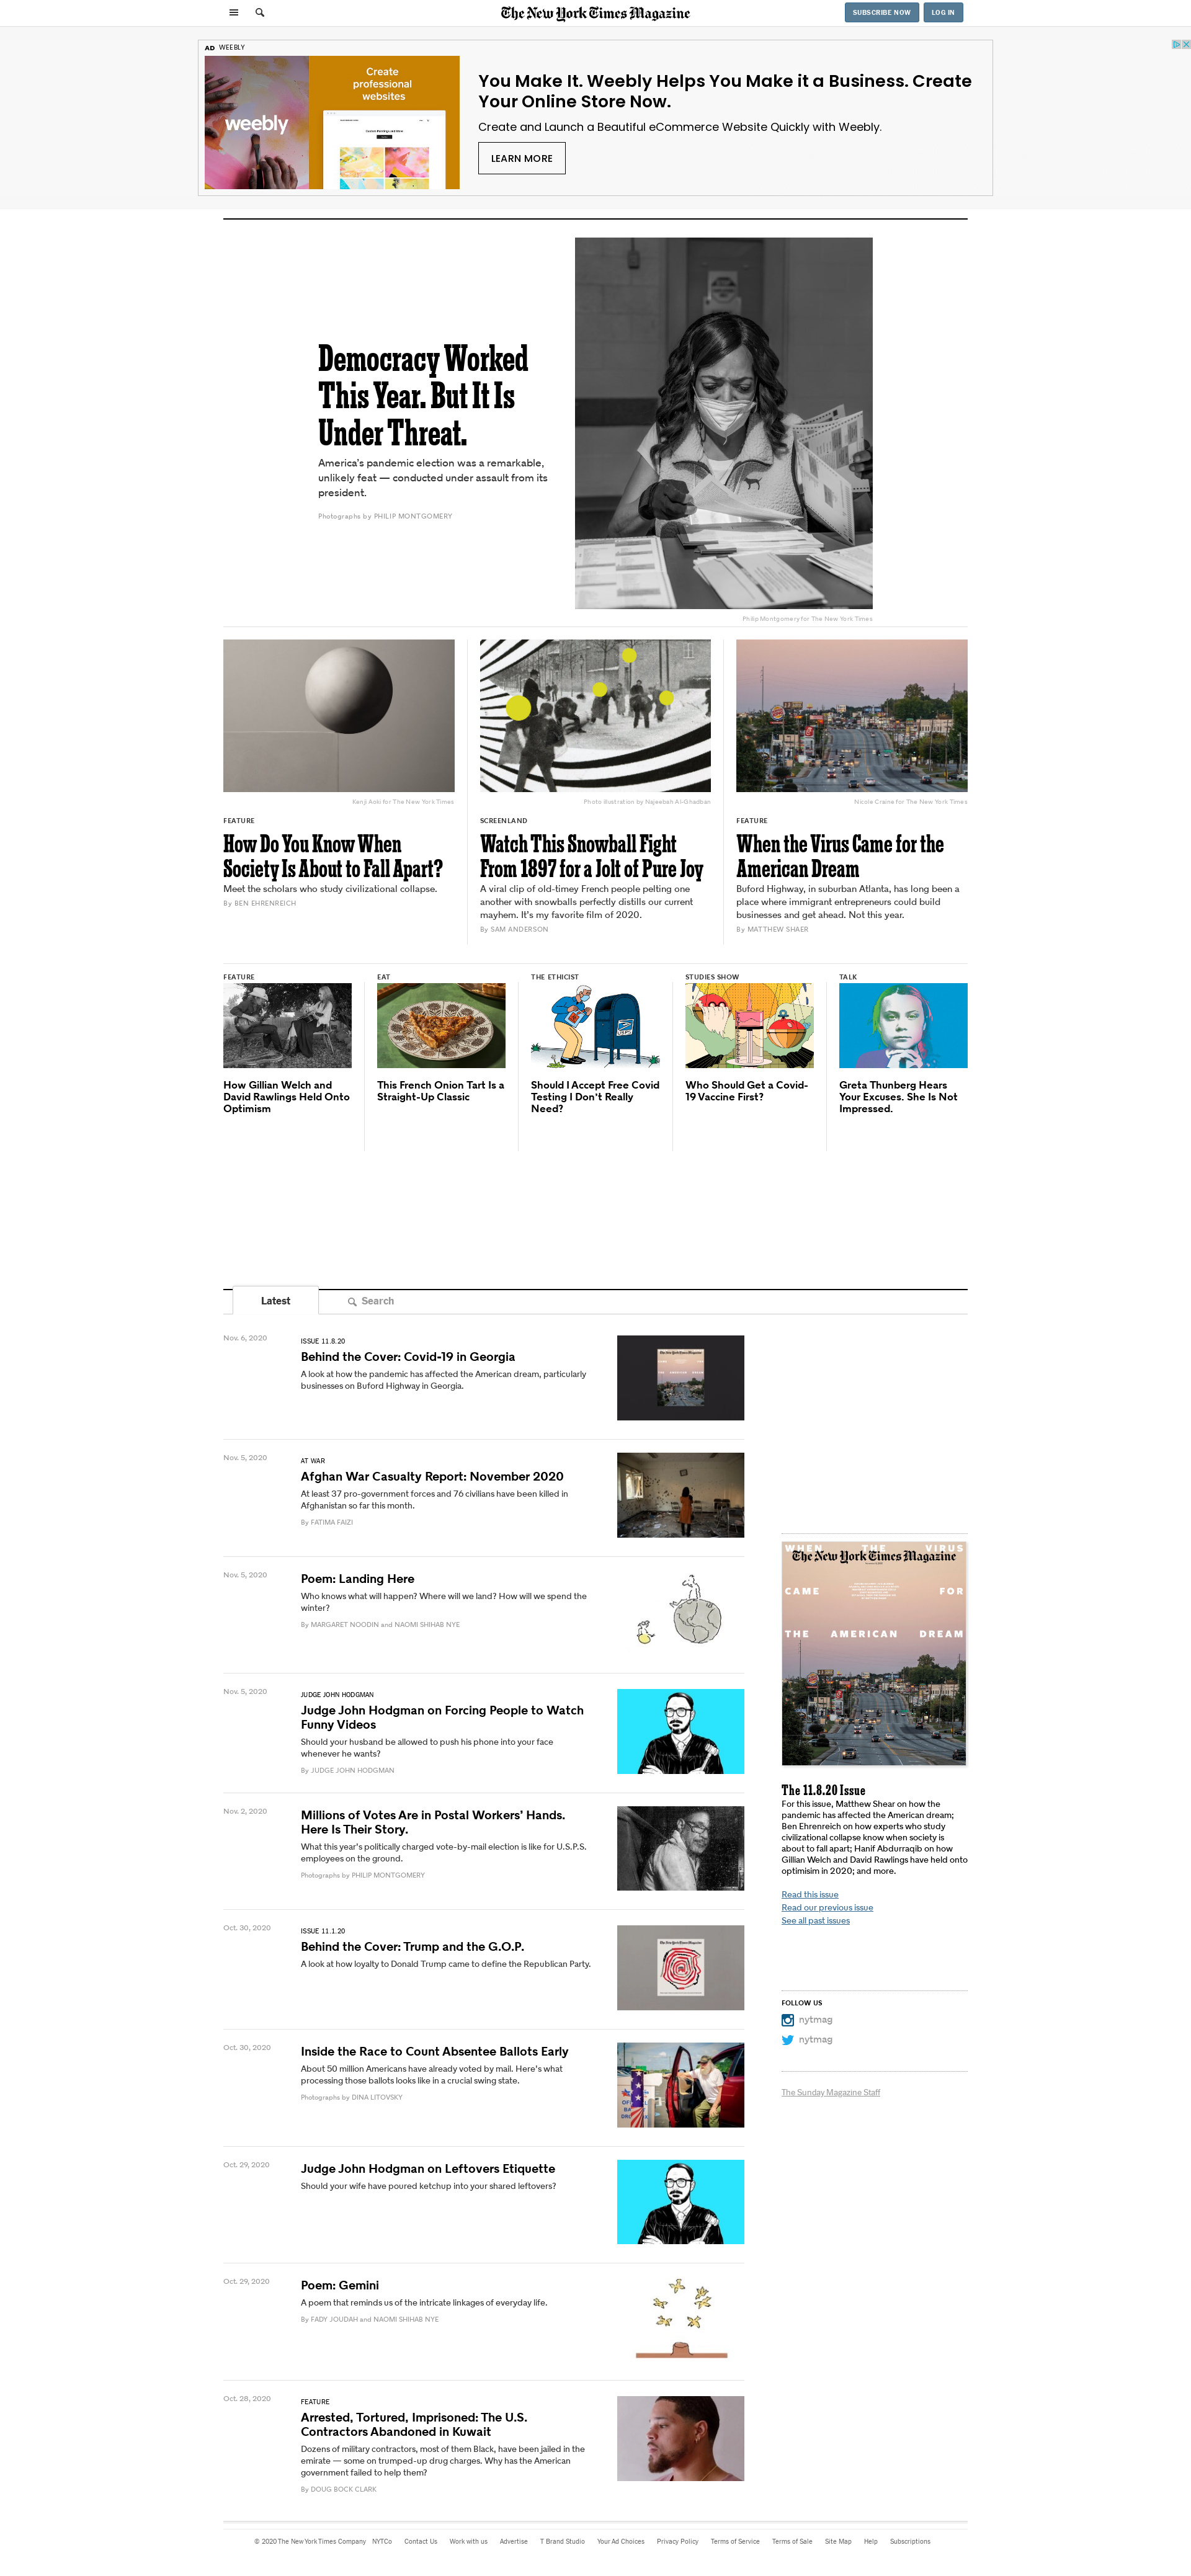 The New York Times Magazine
SUBSCRIBE NOW
LOG IN
AD WEEBLY
weebly
Create
professional
websites
You Make It. Weebly Helps You Make it a Business. Create
Your Online Store Now.
Create and Launch a Beautiful eCommerce Website Quickly with Weebly.
LEARN MORE
Democracy Worked
This Year. But It Is
Under Threat.
America's pandemic election was a remarkable,
unlikely feat — conducted under assault from its
president.
Photographs by PHILIP MONTGOMERY
Philip Montgomery for The New York Times
Kenji Aoki for The New York Times
FEATURE
How Do You Know When
Society Is About to Fall Apart?
Meet the scholars who study civilizational collapse.
By BEN EHRENREICH
Photo illustration by Najeebah Al-Ghadban
SCREENLAND
Watch This Snowball Fight
From 1897 for a Jolt of Pure Joy
A viral clip of old-timey French people pelting one
another with snowballs perfectly distills our current
mayhem. It's my favorite film of 2020.
By SAM ANDERSON
Nicole Craine for The New York Times
FEATURE
When the Virus Came for the
American Dream
Buford Highway, in suburban Atlanta, has long been a
place where immigrant entrepreneurs could build
businesses and get ahead. Not this year.
By MATTHEW SHAER
FEATURE
How Gillian Welch and
David Rawlings Held Onto
Optimism
EAT
This French Onion Tart Is a
Straight-Up Classic
THE ETHICIST
Should I Accept Free Covid
Testing I Don't Really
Need?
STUDIES SHOW
Who Should Get a Covid-
19 Vaccine First?
TALK
Greta Thunberg Hears
Your Excuses. She Is Not
Impressed.
Latest
Search
Nov. 6, 2020
ISSUE 11.8.20
Behind the Cover: Covid-19 in Georgia
A look at how the pandemic has affected the American dream, particularly
businesses on Buford Highway in Georgia.
Nov. 5, 2020
AT WAR
Afghan War Casualty Report: November 2020
At least 37 pro-government forces and 76 civilians have been killed in
Afghanistan so far this month.
By FATIMA FAIZI
Nov. 5, 2020
Poem: Landing Here
Who knows what will happen? Where will we land? How will we spend the
winter?
By MARGARET NOODIN and NAOMI SHIHAB NYE
Nov. 5, 2020
JUDGE JOHN HODGMAN
Judge John Hodgman on Forcing People to Watch
Funny Videos
Should your husband be allowed to push his phone into your face
whenever he wants?
By JUDGE JOHN HODGMAN
Nov. 2, 2020
Millions of Votes Are in Postal Workers' Hands.
Here Is Their Story.
What this year's politically charged vote-by-mail election is like for U.S.P.S.
employees on the ground.
Photographs by PHILIP MONTGOMERY
Oct. 30, 2020
ISSUE 11.1.20
Behind the Cover: Trump and the G.O.P.
A look at how loyalty to Donald Trump came to define the Republican Party.
Oct. 30, 2020
Inside the Race to Count Absentee Ballots Early
About 50 million Americans have already voted by mail. Here's what
processing those ballots looks like in a crucial swing state.
Photographs by DINA LITOVSKY
Oct. 29, 2020
Judge John Hodgman on Leftovers Etiquette
Should your wife have poured ketchup into your shared leftovers?
Oct. 29, 2020
Poem: Gemini
A poem that reminds us of the intricate linkages of everyday life.
By FADY JOUDAH and NAOMI SHIHAB NYE
Oct. 28, 2020
FEATURE
Arrested, Tortured, Imprisoned: The U.S.
Contractors Abandoned in Kuwait
Dozens of military contractors, most of them Black, have been jailed in the
emirate — some on trumped-up drug charges. Why has the American
government failed to help them?
By DOUG BOCK CLARK
WHEN THE VIRUS
The New York Times Magazine
CAME FOR
THE AMERICAN DREAM
The 11.8.20 Issue
For this issue, Matthew Shear on how the
pandemic has affected the American dream;
Ben Ehrenreich on how experts who study
civilizational collapse know when society is
about to fall apart; Hanif Abdurraqib on how
Gillian Welch and David Rawlings have held onto
optimisim in 2020; and more.
Read this issue
Read our previous issue
See all past issues
FOLLOW US
nytmag
nytmag
The Sunday Magazine Staff
© 2020 The New York Times Company NYTCo Contact Us Work with us Advertise T Brand Studio Your Ad Choices Privacy Policy Terms of Service Terms of Sale Site Map Help Subscriptions